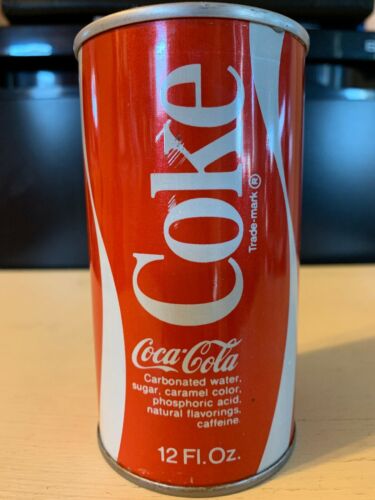 Coke
Trade-mark®
Coca-Cola
Carbonated water,
sugar, caramel color,
phosphoric acid,
natural flavorings,
caffeine.
12 Fl. Oz.